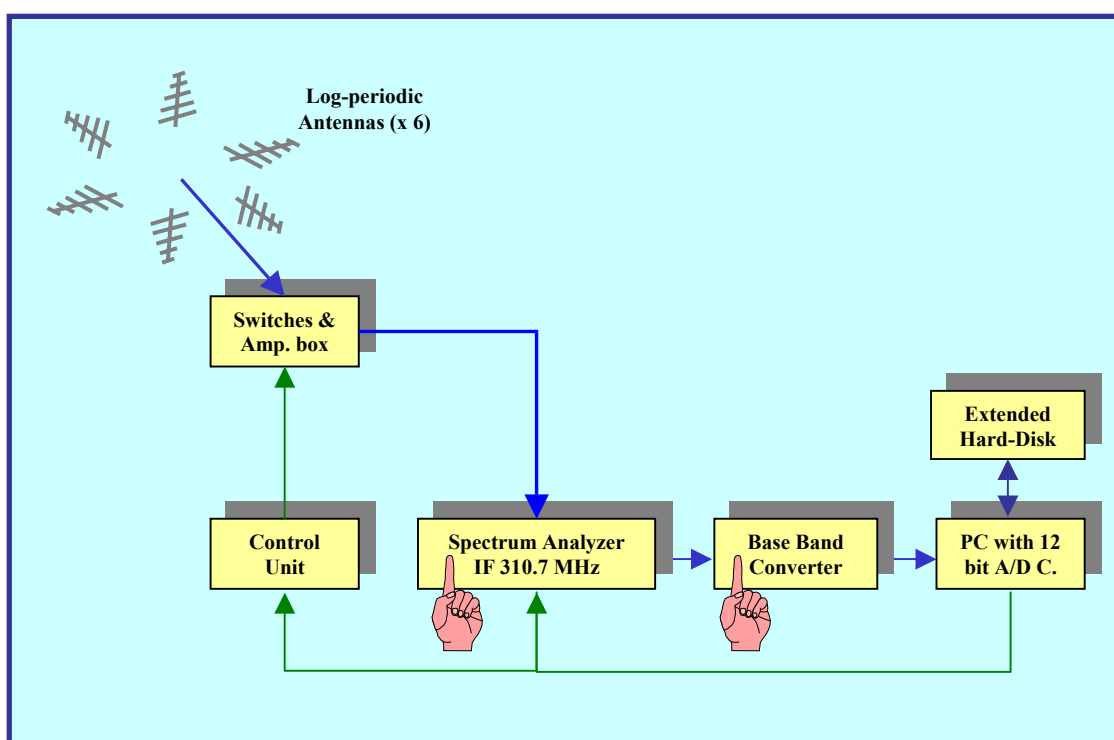 Log-periodic
Antennas (x 6)
Switches &
Amp. box
Extended
Hard-Disk
Control
Unit
Spectrum Analyzer
IF 310.7 MHz
Base Band
Converter
PC with 12
bit A/D C.